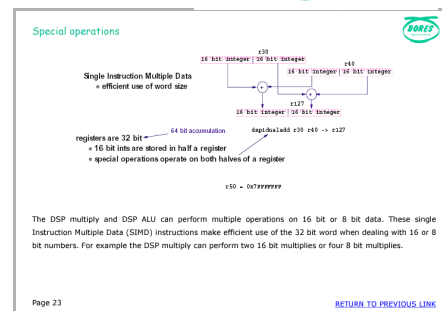 Special operations
BORES
r30
16 bit integer 16 bit integer
r40
16 bit integer 16 bit integer
Single Instruction Multiple Data
efficient use of word size
+
+
r127
16 bit integer 16 bit integer
64 bit accumulation
dspidualadd r30 r40 -> r127
registers are 32 bit
16 bit ints are stored in half a register
special operations operate on both halves of a register
r50 = 0x7FFFFFFF
The DSP multiply and DSP ALU can perform multiple operations on 16 bit or 8 bit data. These single
Instruction Multiple Data (SIMD) instructions make efficient use of the 32 bit word when dealing with 16 or 8
bit numbers. For example the DSP multiply can perform two 16 bit multiplies or four 8 bit multiplies.
Page 23
RETURN TO PREVIOUS LINK